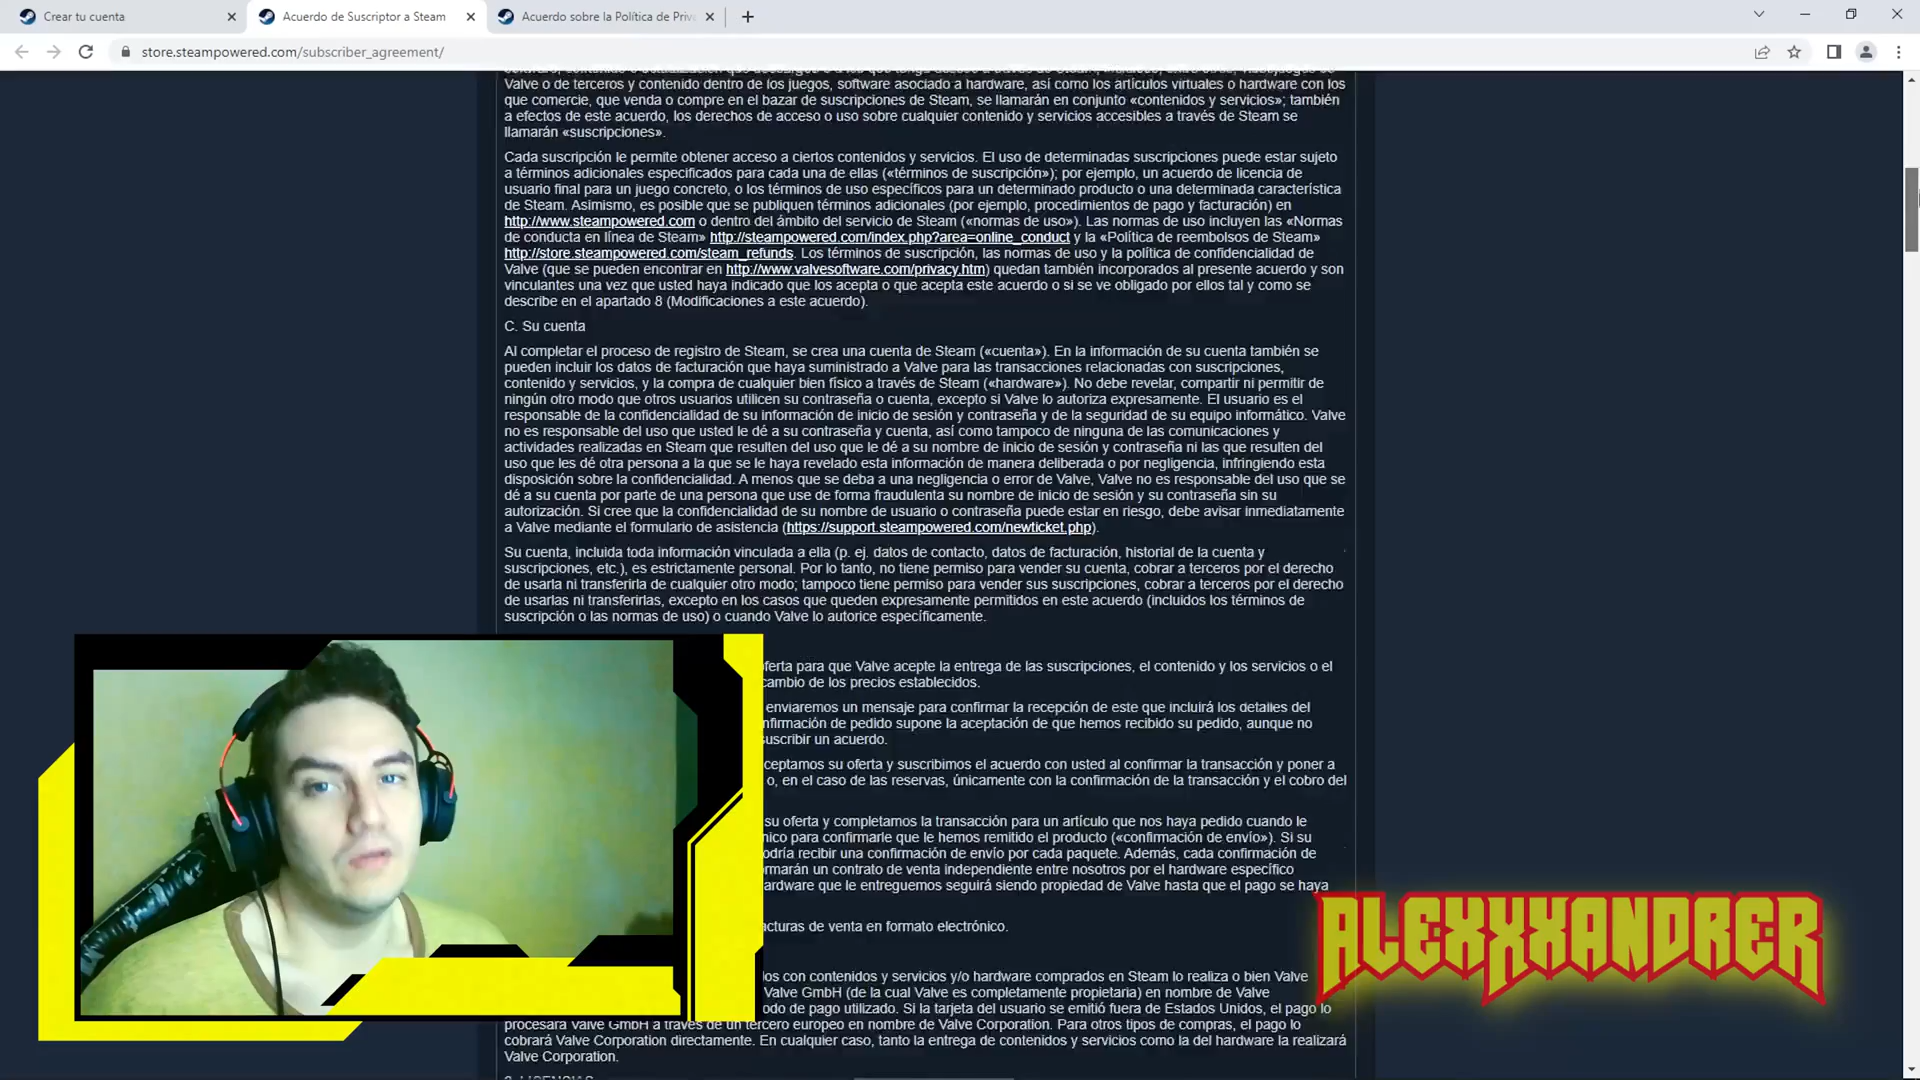 Crear tu cuenta
Acuerdo de Suscriptor a Steam
Acuerdo sobre la Política de Priv
store.steampowered.com/subscriber_agreement/
Valve o de terceros y contenido dentro de los juegos, software asociado a hardware, así como los artículos virtuales o hardware con los
que comercie, que venda o compre en el bazar de suscripciones de Steam, se llamarán en conjunto «contenidos y servicios»; también
a efectos de este acuerdo, los derechos de acceso o uso sobre cualquier contenido y servicios accesibles a través de Steam se
llamarán «suscripciones».
Cada suscripción le permite obtener acceso a ciertos contenidos y servicios. El uso de determinadas suscripciones puede estar sujeto
a términos adicionales especificados para cada una de ellas («términos de suscripción»); por ejemplo, un acuerdo de licencia de
usuario final para un juego concreto, o los términos de uso específicos para un determinado producto o una determinada característica
de Steam. Asimismo, es posible que se publiquen términos adicionales (por ejemplo, procedimientos de pago y facturación) en
http://www.steampowered.com o dentro del ámbito del servicio de Steam («normas de uso»). Las normas de uso incluyen las «Normas
de conducta en línea de Steam» http://steampowered.com/index.php?area=online_conduct y la «Política de reembolsos de Steam»
http://store.steampowered.com/steam_refunds. Los términos de suscripción, las normas de uso y la política de confidencialidad de
Valve (que se pueden encontrar en http://www.valvesoftware.com/privacy.htm) quedan también incorporados al presente acuerdo y son
vinculantes una vez que usted haya indicado que los acepta o que acepta este acuerdo o si se ve obligado por ellos tal y como se
describe en el apartado 8 (Modificaciones a este acuerdo).
C. Su cuenta
Al completar el proceso de registro de Steam, se crea una cuenta de Steam («cuenta»). En la información de su cuenta también se
pueden incluir los datos de facturación que haya suministrado a Valve para las transacciones relacionadas con suscripciones,
contenido y servicios, y la compra de cualquier bien físico a través de Steam («hardware»). No debe revelar, compartir ni permitir de
ningún otro modo que otros usuarios utilicen su contraseña o cuenta, excepto si Valve lo autoriza expresamente. El usuario es el
responsable de la confidencialidad de su información de inicio de sesión y contraseña y de la seguridad de su equipo informático. Valve
no es responsable del uso que usted le dé a su contraseña y cuenta, así como tampoco de ninguna de las comunicaciones y
actividades realizadas en Steam que resulten del uso que le dé a su nombre de inicio de sesión y contraseña ni las que resulten del
uso que les dé otra persona a la que se le haya revelado esta información de manera deliberada o por negligencia, infringiendo esta
disposición sobre la confidencialidad. A menos que se deba a una negligencia o error de Valve, Valve no es responsable del uso que se
dé a su cuenta por parte de una persona que use de forma fraudulenta su nombre de inicio de sesión y su contraseña sin su
autorización. Si cree que la confidencialidad de su nombre de usuario o contraseña puede estar en riesgo, debe avisar inmediatamente
a Valve mediante el formulario de asistencia (https://support.steampowered.com/newticket.php).
Su cuenta, incluida toda información vinculada a ella (p. ej. datos de contacto, datos de facturación, historial de la cuenta y
suscripciones, etc.), es estrictamente personal. Por lo tanto, no tiene permiso para vender su cuenta, cobrar a terceros por el derecho
de usarla ni transferirla de cualquier otro modo; tampoco tiene permiso para vender sus suscripciones, cobrar a terceros por el derecho
de usarlas ni transferirlas, excepto en los casos que queden expresamente permitidos en este acuerdo (incluidos los términos de
suscripción o las normas de uso) o cuando Valve lo autorice específicamente.
oferta para que Valve acepte la entrega de las suscripciones, el contenido y los servicios o el
cambio de los precios establecidos.
enviaremos un mensaje para confirmar la recepción de este que incluirá los detalles del
nfirmación de pedido supone la aceptación de que hemos recibido su pedido, aunque no
suscribir un acuerdo.
ceptamos su oferta y suscribimos el acuerdo con usted al confirmar la transacción y poner a
o, en el caso de las reservas, únicamente con la confirmación de la transacción y el cobro del
su oferta y completamos la transacción para un artículo que nos haya pedido cuando le
nico para confirmarle que le hemos remitido el producto («confirmación de envío»). Si su
odría recibir una confirmación de envío por cada paquete. Además, cada confirmación de
ormarán un contrato de venta independiente entre nosotros por el hardware específico
ardware que le entreguemos seguirá siendo propiedad de Valve hasta que el pago se haya
acturas de venta en formato electrónico.
dos con contenidos y servicios y/o hardware comprados en Steam lo realiza o bien Valve
Valve GmbH (de la cual Valve es completamente propietaria) en nombre de Valve
odo de pago utilizado. Si la tarjeta del usuario se emitió fuera de Estados Unidos, el pago lo
procesará Valve GmbH a través de un tercero europeo en nombre de Valve Corporation. Para otros tipos de compras, el pago lo
cobrará Valve Corporation directamente. En cualquier caso, tanto la entrega de contenidos y servicios como la del hardware la realizará
Valve Corporation.
ALEXXXANDRER